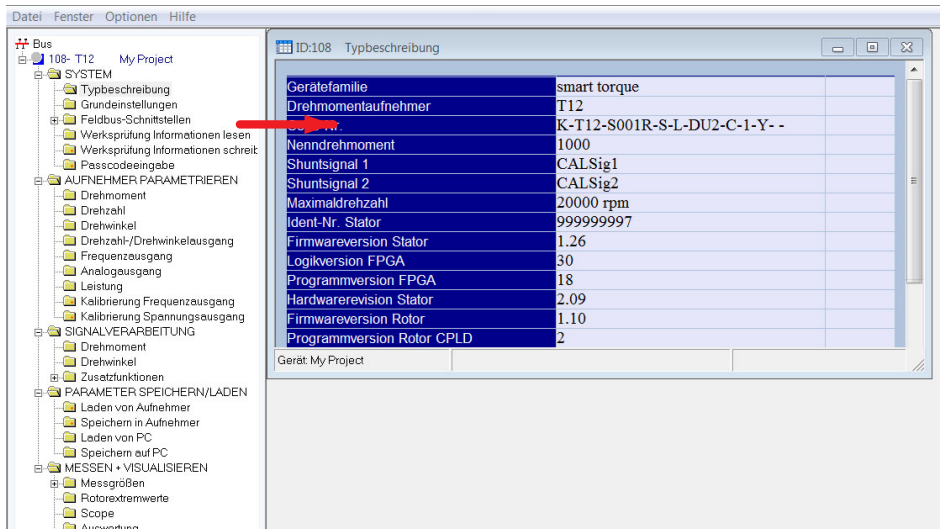 Datei Fenster Optionen Hilfe
Bus
108- T12 My Project
SYSTEM
Typbeschreibung
Grundeinstellungen
Feldbus-Schnittstellen
Werksprüfung Informationen lesen
Werksprüfung Informationen schreib
Passcodeeingabe
AUFNEHMER PARAMETRIEREN
Drehmoment
Drehzahl
Drehwinkel
Drehzahl-/Drehwinkelausgang
Frequenzausgang
Analogausgang
Leistung
Kalibrierung Frequenzausgang
Kalibrierung Spannungsausgang
SIGNALVERARBEITUNG
Drehmoment
Drehwinkel
Zusatzfunktionen
PARAMETER SPEICHERN/LADEN
Laden von Aufnehmer
Speichern in Aufnehmer
Laden von PC
Speichern auf PC
MESSEN + VISUALISIEREN
Messgrößen
Rotorextremwerte
Scope
Auswertung
ID:108 Typbeschreibung
Gerätefamilie smart torque
Drehmomentaufnehmer T12
K-T12-S001R-S-L-DU2-C-1-Y- -
Nenndrehmoment 1000
Shuntsignal 1 CALSig1
Shuntsignal 2 CALSig2
Maximaldrehzahl 20000 rpm
Ident-Nr. Stator 999999997
Firmwareversion Stator 1.26
Logikversion FPGA 30
Programmversion FPGA 18
Hardwarerevision Stator 2.09
Firmwareversion Rotor 1.10
Programmversion Rotor CPLD 2
Gerät: My Project